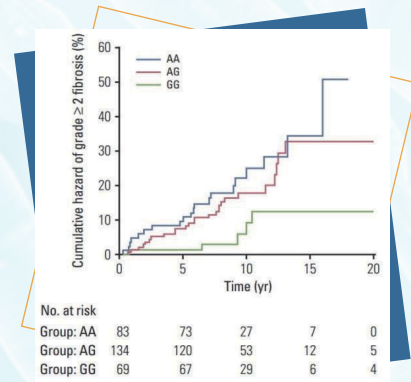 Cumulative hazard of grade ≥ 2 fibrosis (%)
60
50
40
30
20
10
0
AA
AG
GG
0 5 10 15 20
Time (yr)
No. at risk
Group: AA 83 73 27 7 0
Group: AG 134 120 53 12 5
Group: GG 69 67 29 6 4